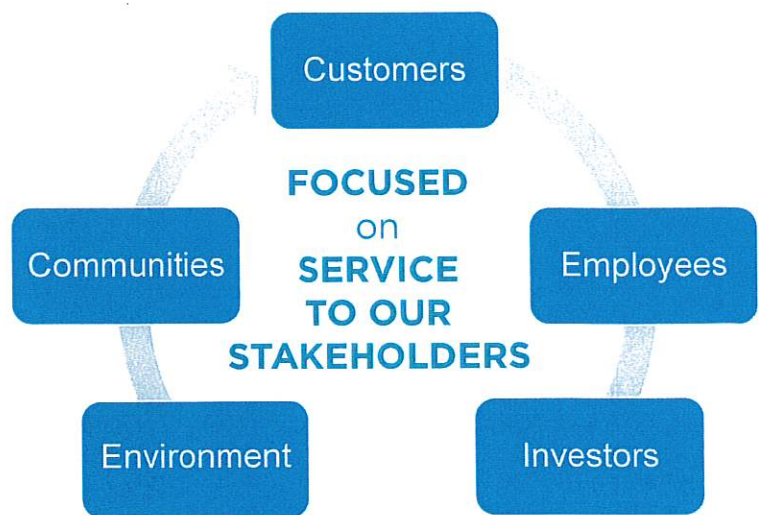 Customers
FOCUSED
on
SERVICE
TO OUR
STAKEHOLDERS
Communities
Employees
Environment
Investors